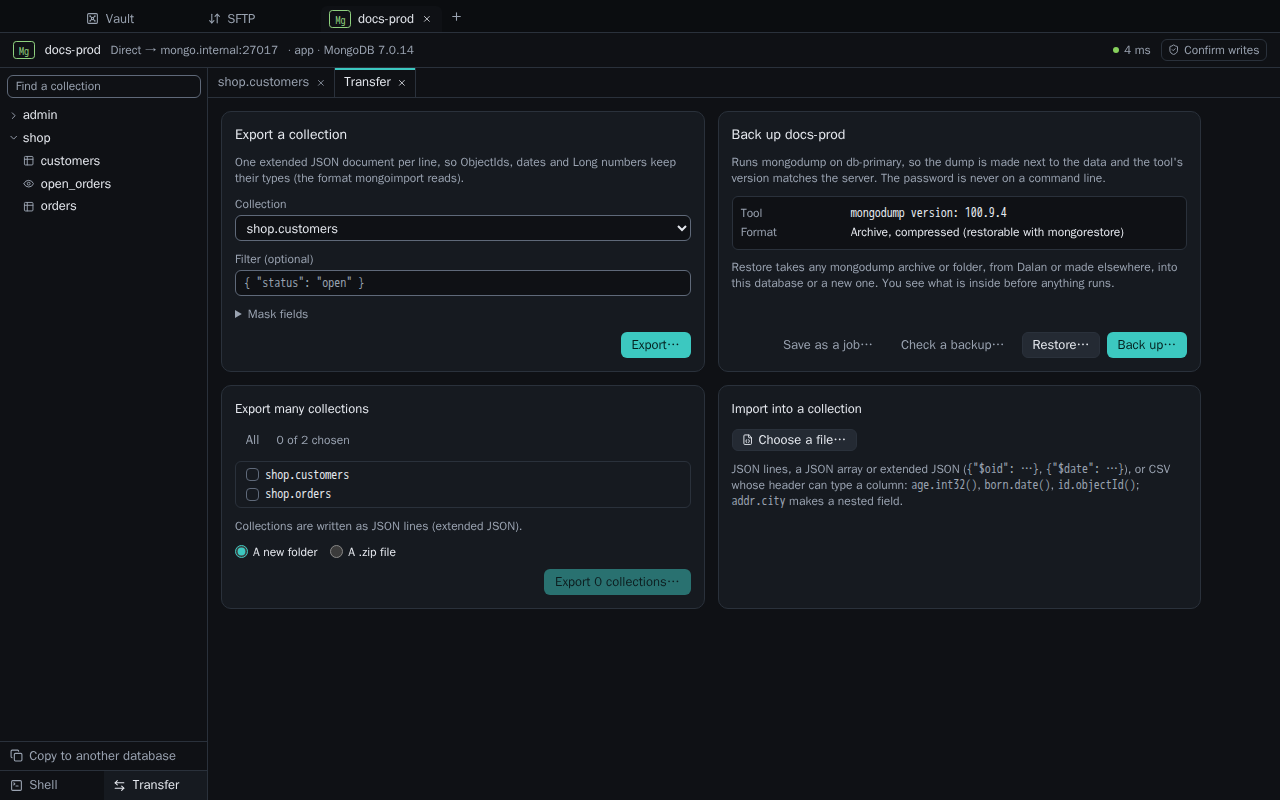 Vault
SFTP
Mg docs-prod × +
Mg docs-prod Direct → mongo.internal:27017 · app · MongoDB 7.0.14
4 ms
Confirm writes
Find a collection
admin
shop
customers
open_orders
orders
Copy to another database
Shell
Transfer
shop.customers ×
Transfer ×
Export a collection
One extended JSON document per line, so ObjectIds, dates and Long numbers keep
their types (the format mongoimport reads).
Collection
shop.customers
Filter (optional)
{ "status": "open" }
Mask fields
Export···
Back up docs-prod
Runs mongodump on db-primary, so the dump is made next to the data and the tool's
version matches the server. The password is never on a command line.
Tool mongodump version: 100.9.4
Format Archive, compressed (restorable with mongorestore)
Restore takes any mongodump archive or folder, from Dalan or made elsewhere, into
this database or a new one. You see what is inside before anything runs.
Save as a job··· Check a backup··· Restore··· Back up···
Export many collections
All 0 of 2 chosen
shop.customers
shop.orders
Collections are written as JSON lines (extended JSON).
A new folder A .zip file
Export 0 collections···
Import into a collection
Choose a file···
JSON lines, a JSON array or extended JSON ({"$oid": ···}, {"$date": ···}), or CSV
whose header can type a column: age.int32(), born.date(), id.objectId();
addr.city makes a nested field.